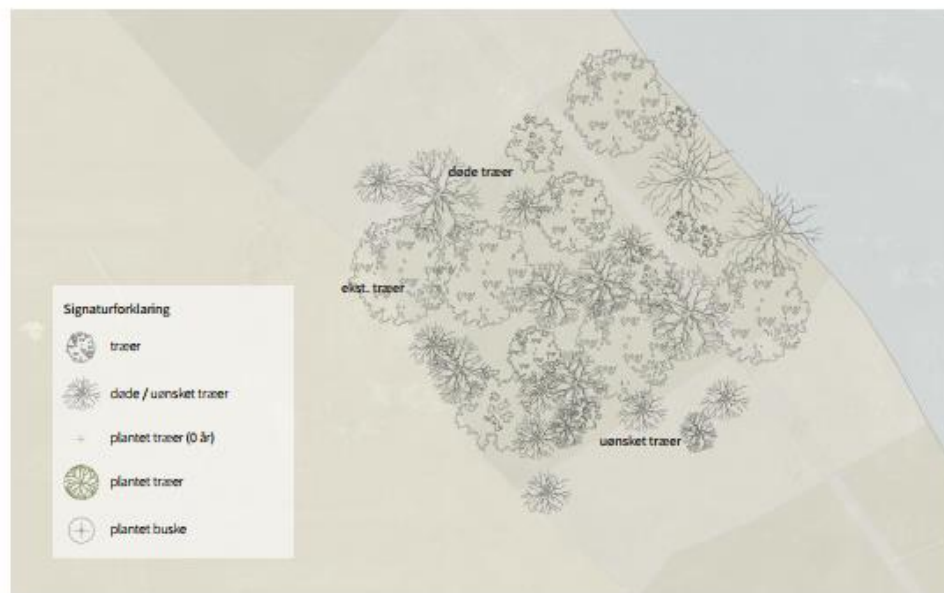 døde træer
ekst. træer
Signaturforklaring
træer
døde / uønsket træer
plantet træer (0 år)
plantet træer
plantet buske
uønsket træer